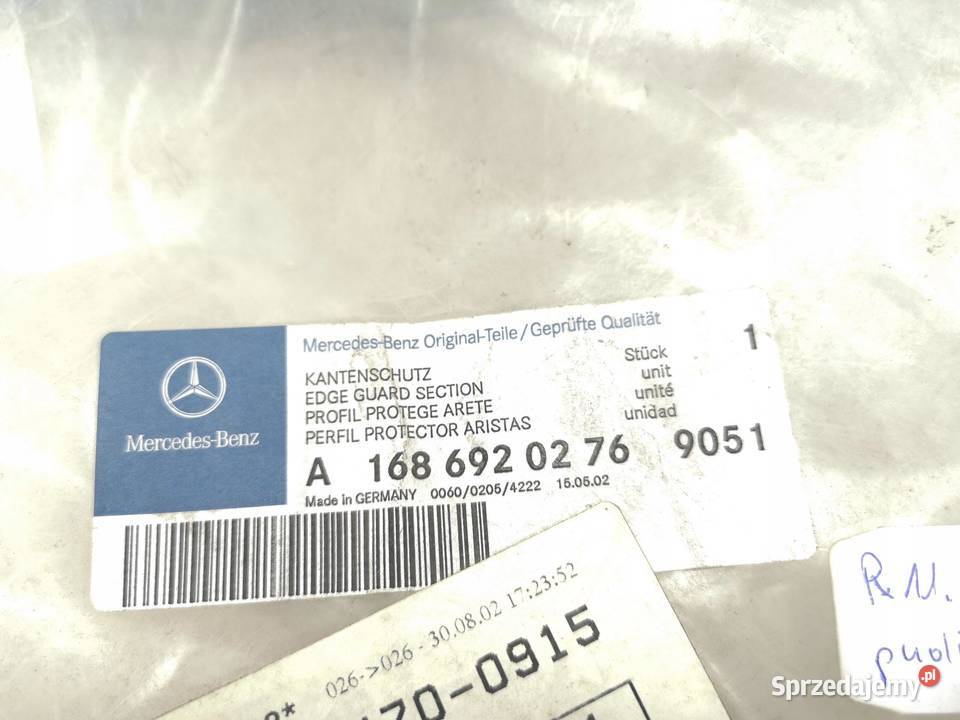 Mercedes-Benz
Mercedes-Benz Original-Teile / Geprüfte Qualität
KANTENSCHUTZ
EDGE GUARD SECTION
PROFIL PROTEGE ARETE
PERFIL PROTECTOR ARISTAS
Stück 1
unit
unité
unidad
A 168 692 02 76 9051
Made in GERMANY 0060/0205/4222 15.05.02
026->026 - 30.08.02 17:23:52
170-0915
Sprzedajemy.pl